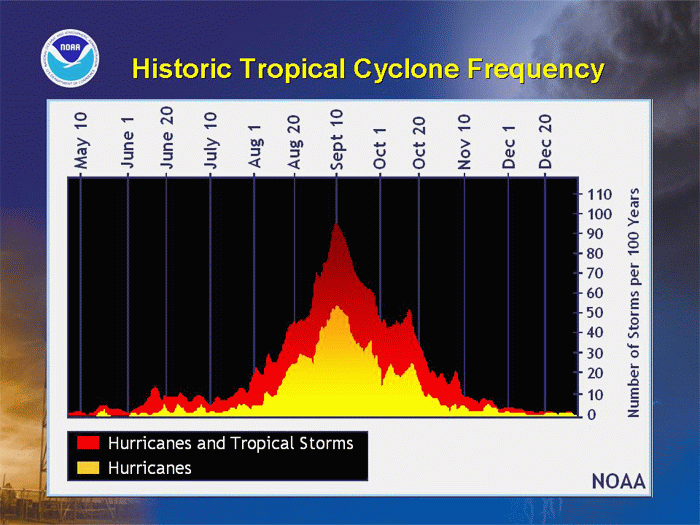 NOAA
Historic Tropical Cyclone Frequency
May 10
June 1
June 20
July 10
Aug 1
Aug 20
Sept 10
Oct 1
Oct 20
Nov 10
Dec 1
Dec 20
110
100
90
80
70
60
50
40
30
20
10
0
Number of Storms per 100 Years
Hurricanes and Tropical Storms
Hurricanes
NOAA